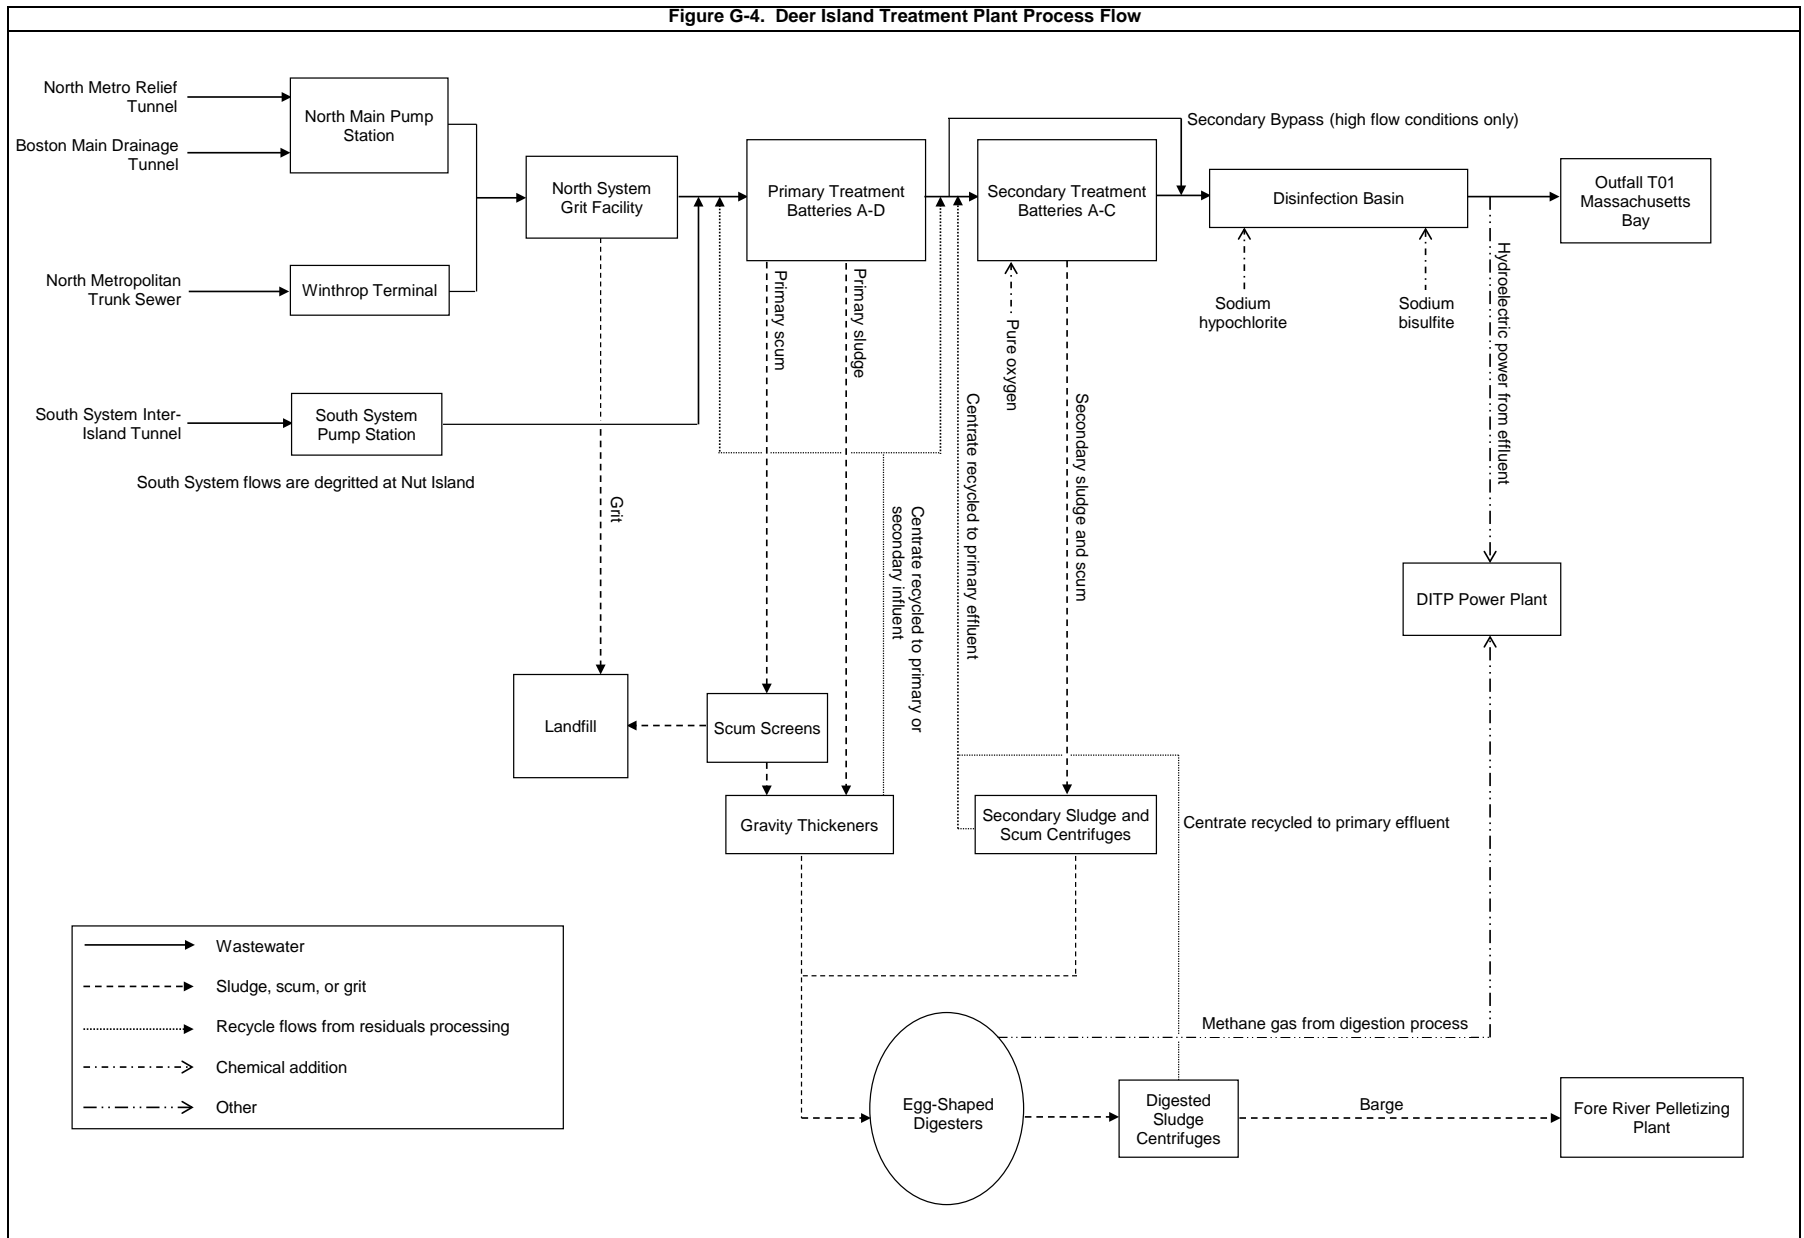 Figure G-4.  Deer Island Treatment Plant Process Flow
North Metro Relief
Tunnel
Boston Main Drainage
Tunnel
North Main Pump
Station
North Metropolitan
Trunk Sewer
Winthrop Terminal
South System Inter-
Island Tunnel
South System
Pump Station
South System flows are degritted at Nut Island
North System
Grit Facility
Grit
Primary Treatment
Batteries A-D
Primary scum
Primary sludge
Secondary Bypass (high flow conditions only)
Secondary Treatment
Batteries A-C
Pure oxygen
Secondary sludge and scum
Centrate recycled to primary effluent
Centrate recycled to primary or
secondary influent
Disinfection Basin
Sodium
hypochlorite
Sodium
bisulfite
Outfall T01
Massachusetts
Bay
Hydroelectric power from effluent
DITP Power Plant
Landfill
Scum Screens
Gravity Thickeners
Secondary Sludge and
Scum Centrifuges
Centrate recycled to primary effluent
Methane gas from digestion process
Egg-Shaped
Digesters
Digested
Sludge
Centrifuges
Barge
Fore River Pelletizing
Plant
Wastewater
Sludge, scum, or grit
Recycle flows from residuals processing
Chemical addition
Other